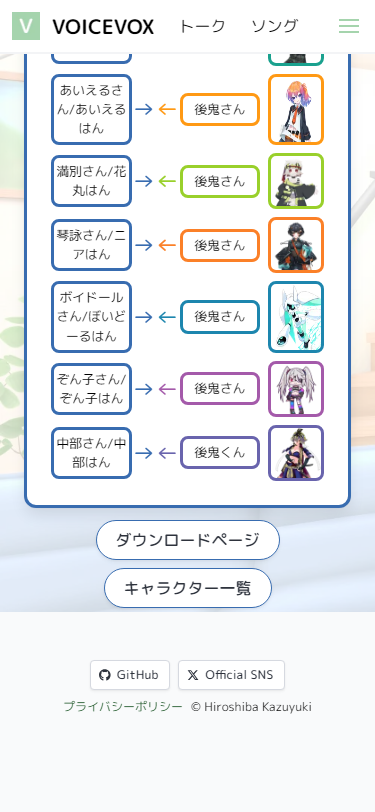 V VOICEVOX トーク ソング
あいえるさ
ん/あいえる
はん
後鬼さん
満別さん/花
丸はん
後鬼さん
琴詠さん/ニ
アはん
後鬼さん
ボイドール
さん/ぼいど
ーるはん
後鬼さん
ぞん子さん/
ぞん子はん
後鬼さん
中部さん/中
部はん
後鬼くん
ダウンロードページ
キャラクター一覧
GitHub
Official SNS
プライバシーポリシー © Hiroshiba Kazuyuki